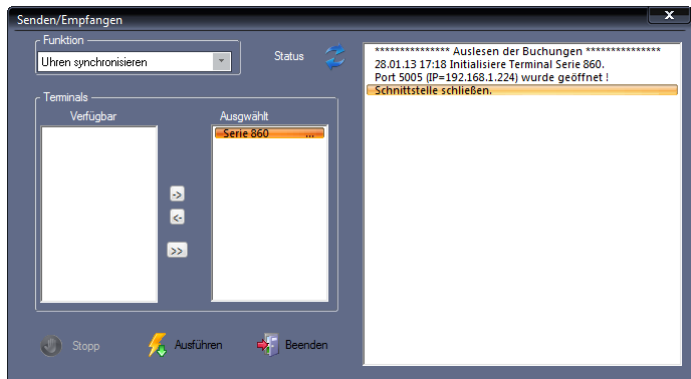 Senden/Empfangen
x
Funktion
Uhren synchronisieren
Status
Terminals
Verfügbar
Ausgwählt
Serie 860 ...
->
<-
>>
Stopp
Ausführen
Beenden
*************** Auslesen der Buchungen ***************
28.01.13 17:18 Initialisiere Terminal Serie 860.
Port 5005 (IP=192.168.1.224) wurde geöffnet !
Schnittstelle schließen.